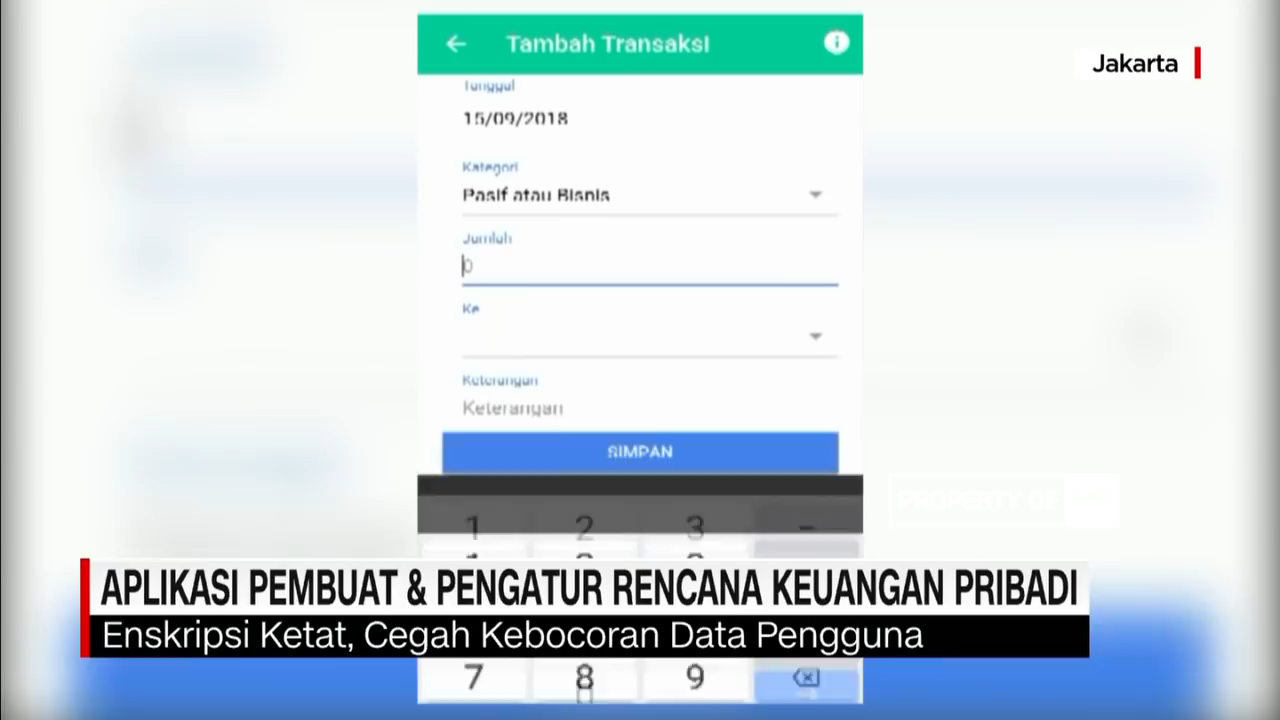 Tambah Transaksi
Jakarta
Tanggal
15/09/2018
Kategori
Pasif atau Bisnis
Jumlah
0
Ke
Keterangan
Keterangan
SIMPAN
PROPERTY OF
1 2 3
APLIKASI PEMBUAT & PENGATUR RENCANA KEUANGAN PRIBADI
Enskripsi Ketat, Cegah Kebocoran Data Pengguna
7 8 9